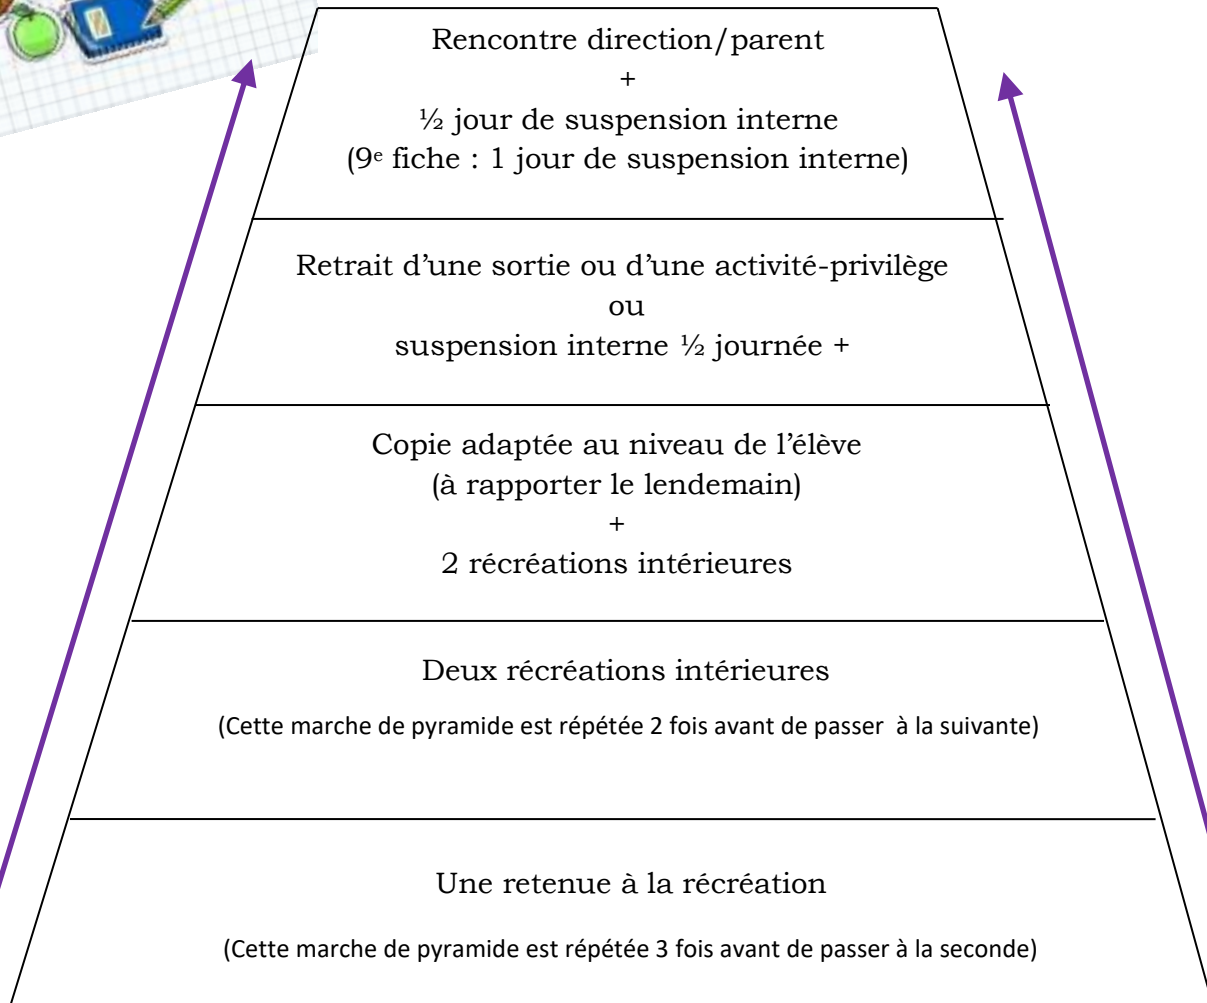 Rencontre direction/parent
+
½ jour de suspension interne
(9e fiche : 1 jour de suspension interne)
Retrait d’une sortie ou d’une activité-privilège
ou
suspension interne ½ journée +
Copie adaptée au niveau de l’élève
(à rapporter le lendemain)
+
2 récréations intérieures
Deux récréations intérieures
(Cette marche de pyramide est répétée 2 fois avant de passer  à la suivante)
Une retenue à la récréation
(Cette marche de pyramide est répétée 3 fois avant de passer à la seconde)